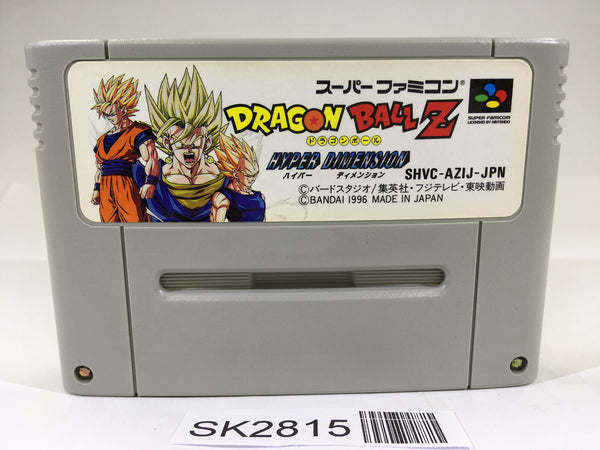 スーパーファミコン®
SUPER FAMICOM
LICENSED BY NINTENDO
DRAGON BALL Z
ドラゴンボール
HYPER DIMENSION
ハイパー ディメンション
SHVC-AZIJ-JPN
©バードスタジオ/集英社・フジテレビ・東映動画
©BANDAI 1996 MADE IN JAPAN
SK2815